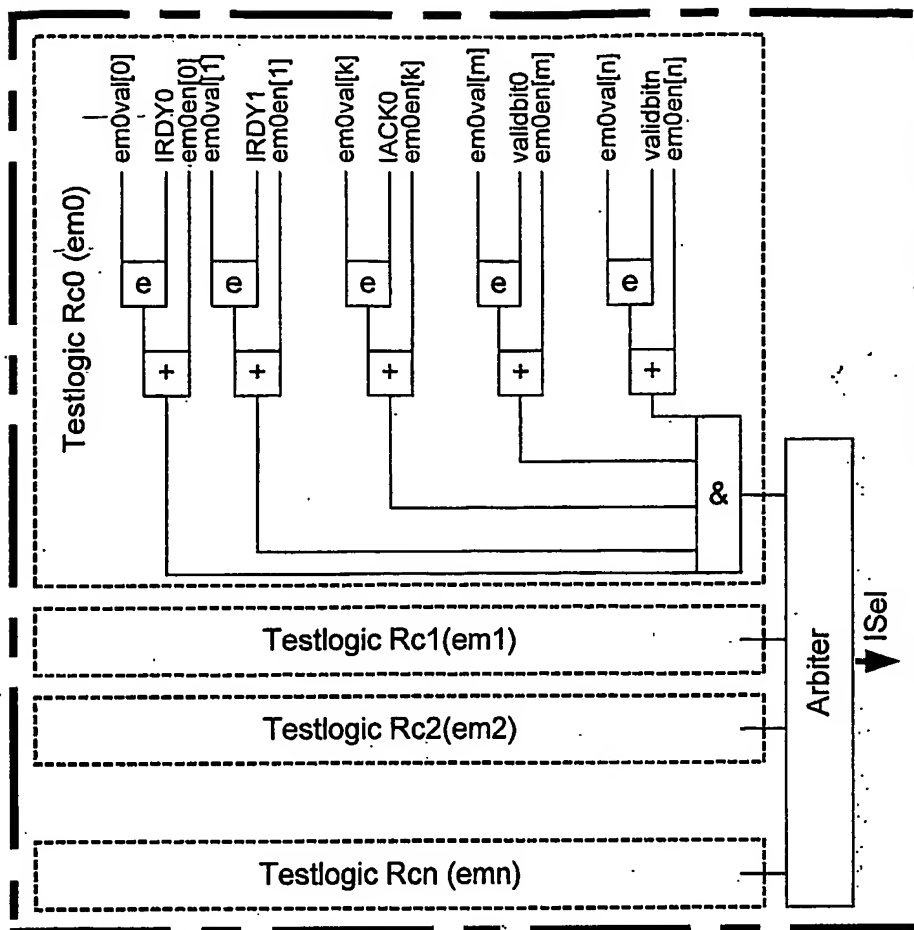 Testlogic Rc0 (em0)
em0val[0]
IRDY0
em0en[0]
em0val[1]
IRDY1
em0en[1]
em0val[k]
IACK0
em0en[k]
em0val[m]
validbit0
em0en[m]
em0val[n]
validbitn
em0en[n]
e
e
e
e
e
+
+
+
+
+
&
Testlogic Rc1(em1)
Testlogic Rc2(em2)
Testlogic Rcn (emn)
Arbiter
ISel